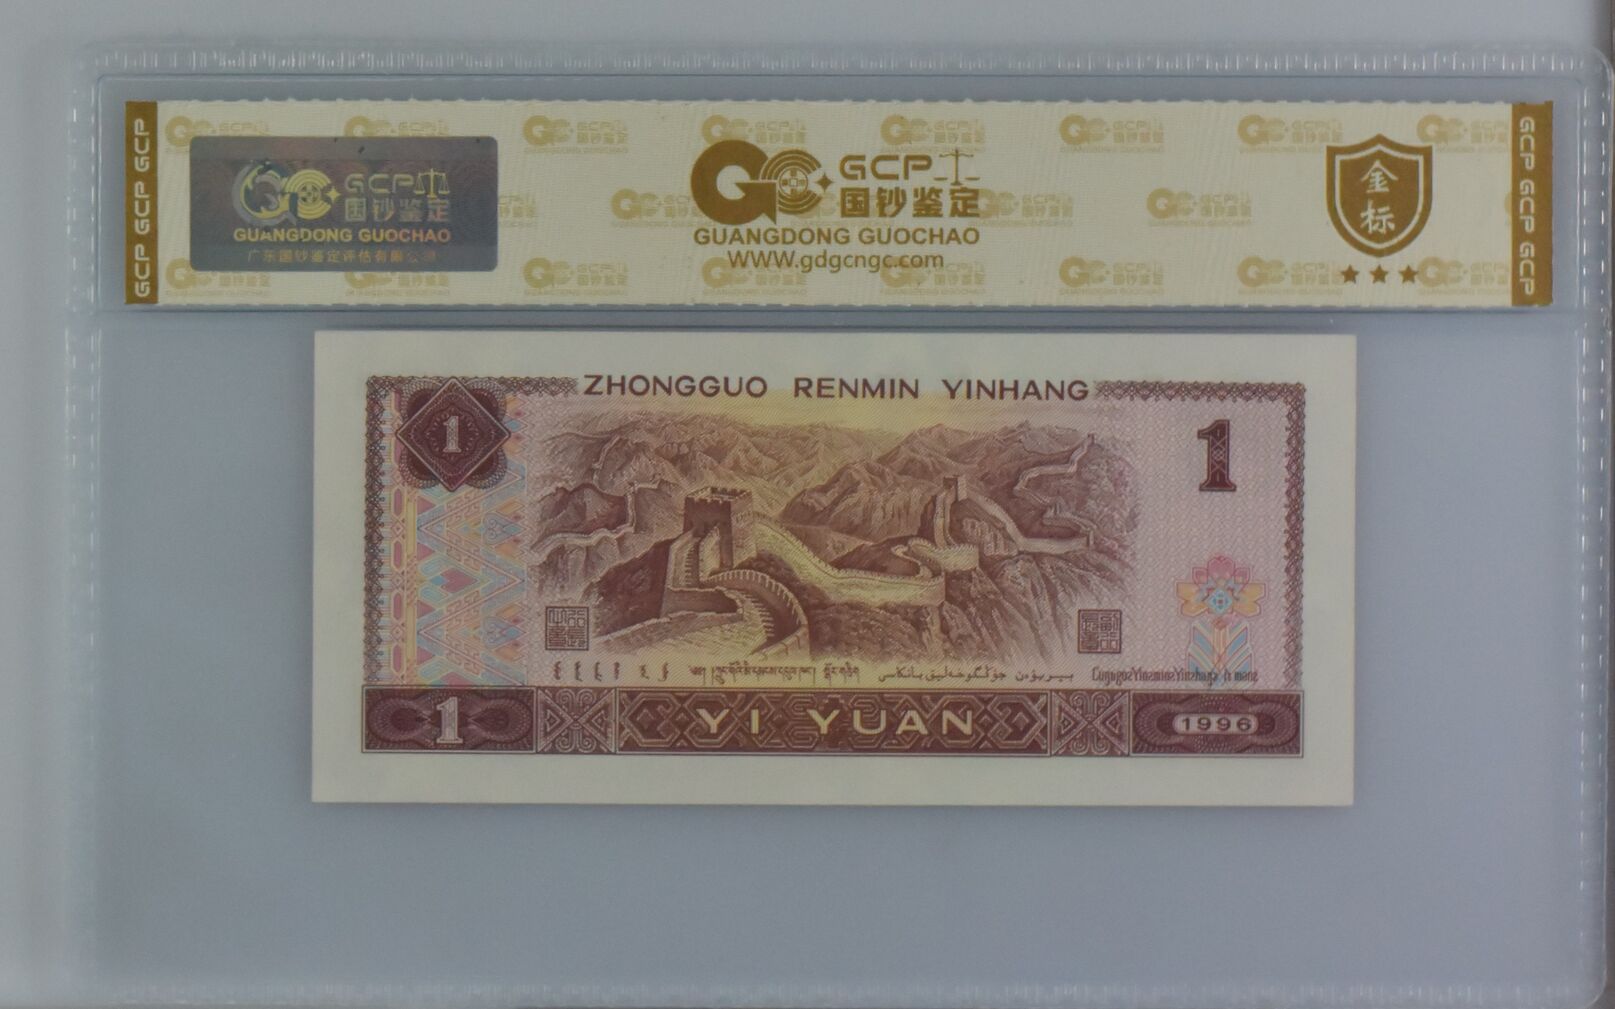 GCP GCP GCP
GCP
国钞鉴定
GUANGDONG GUOCHAO
广东国钞鉴定评估有限公司
GCP
国钞鉴定
GUANGDONG GUOCHAO
WWW.gdgcngc.com
金标
★★★
GCP GCP GCP
ZHONGGUO RENMIN YINHANG
1
1
1
YI YUAN
1996